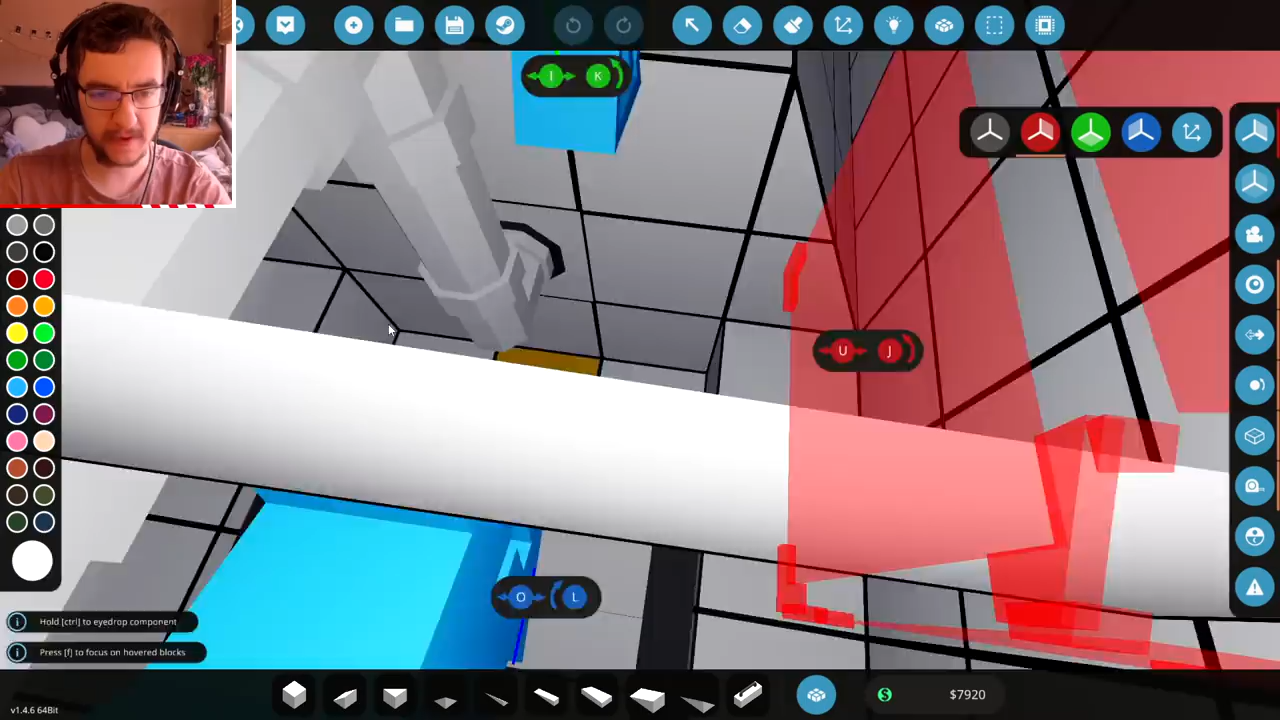 I K
U J
O L
Hold [ctrl] to eyedrop component
Press [f] to focus on hovered blocks
$ $7920
v1.4.6 64Bit